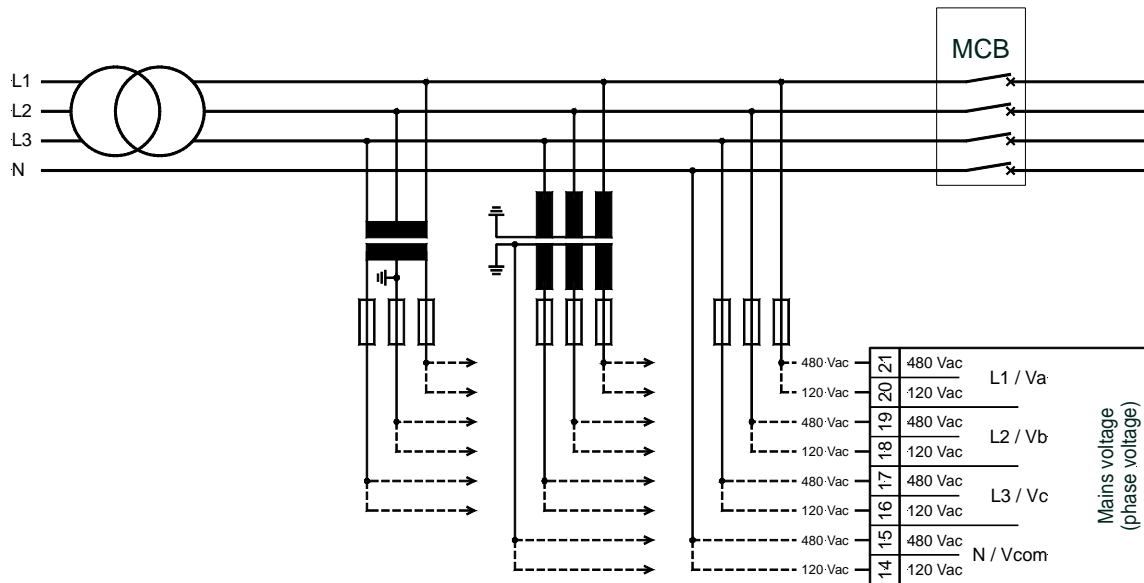 MCB
L1
L2
L3
N
480 Vac 21 480 Vac
L1 / Va
120 Vac 20 120 Vac
480 Vac 19 480 Vac
L2 / Vb
120 Vac 18 120 Vac
480 Vac 17 480 Vac
L3 / Vc
120 Vac 16 120 Vac
480 Vac 15 480 Vac
N / Vcom
120 Vac 14 120 Vac
Mains voltage
(phase voltage)